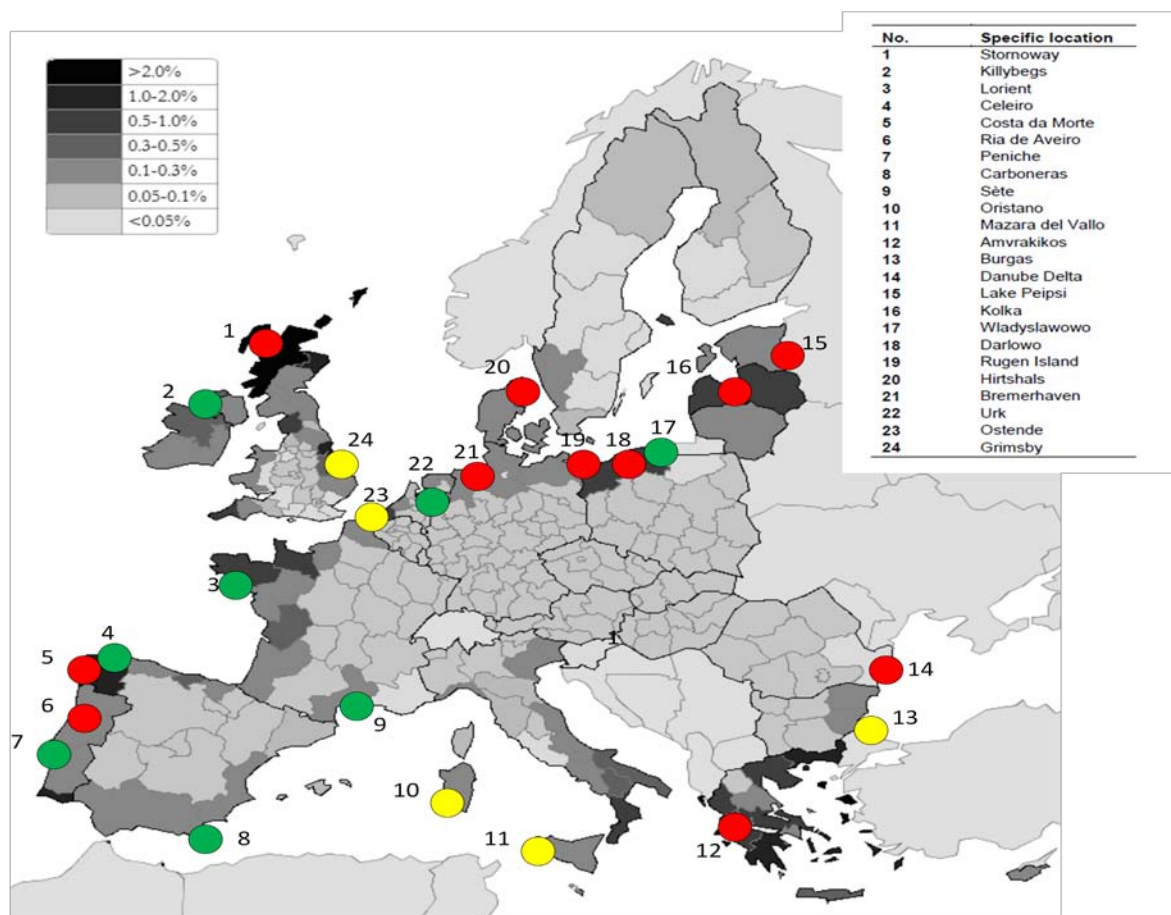 No. Specific location
1 Stornoway
2 Killybegs
3 Lorient
4 Celeiro
5 Costa da Morte
6 Ria de Aveiro
7 Peniche
8 Carboneras
9 Sète
10 Oristano
11 Mazara del Vallo
12 Amvrakikos
13 Burgas
14 Danube Delta
15 Lake Peipsi
16 Kolka
17 Wladyslawowo
18 Darlowo
19 Rugen Island
20 Hirtshals
21 Bremerhaven
22 Urk
23 Ostende
24 Grimsby
>2.0%
1.0-2.0%
0.5-1.0%
0.3-0.5%
0.1-0.3%
0.05-0.1%
<0.05%
1
15
20
16
2
17
24
21
19
18
22
23
3
4
1
5
14
6
9
13
7
10
8
11
12